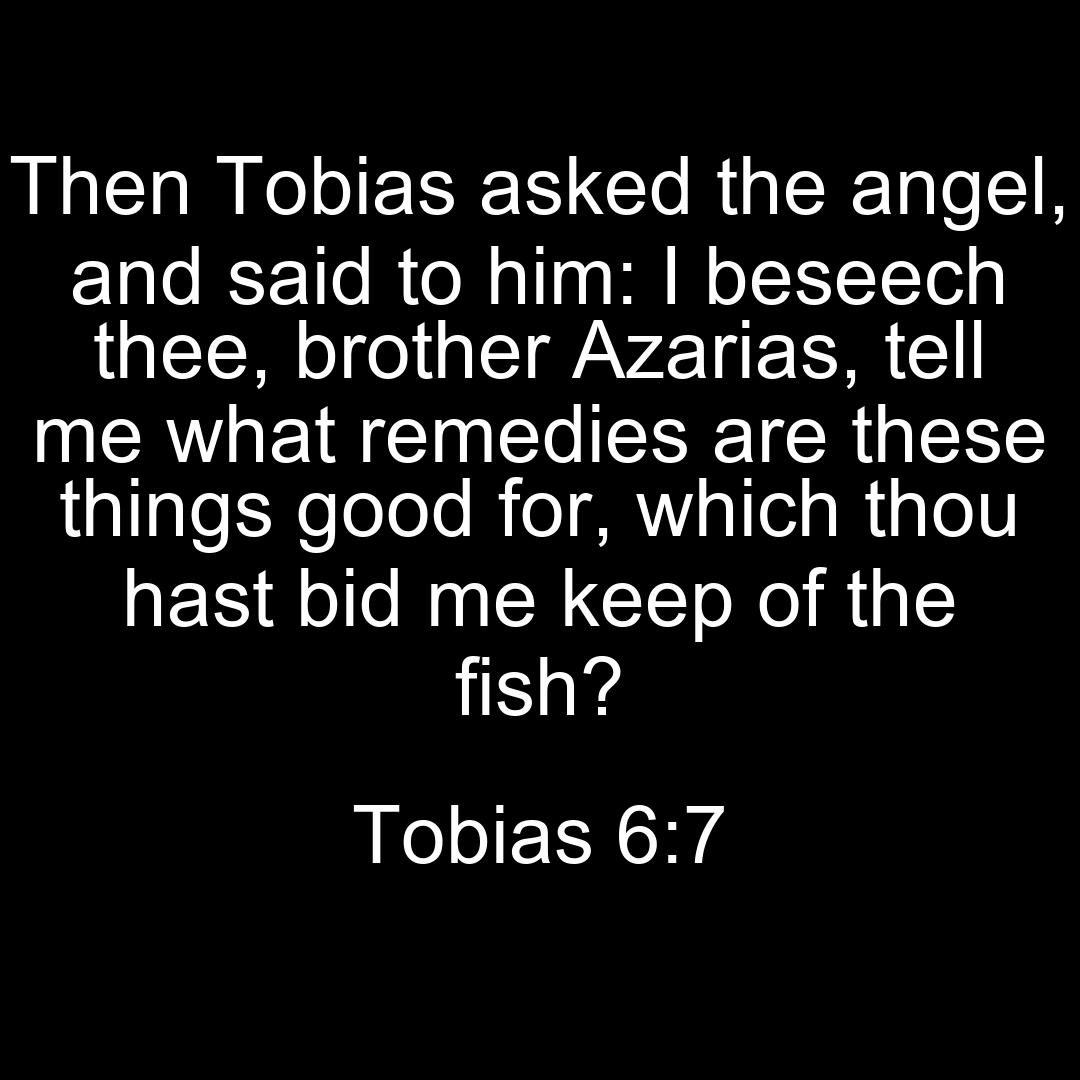 Then Tobias asked the angel,
and said to him: I beseech
thee, brother Azarias, tell
me what remedies are these
things good for, which thou
hast bid me keep of the
fish?
Tobias 6:7